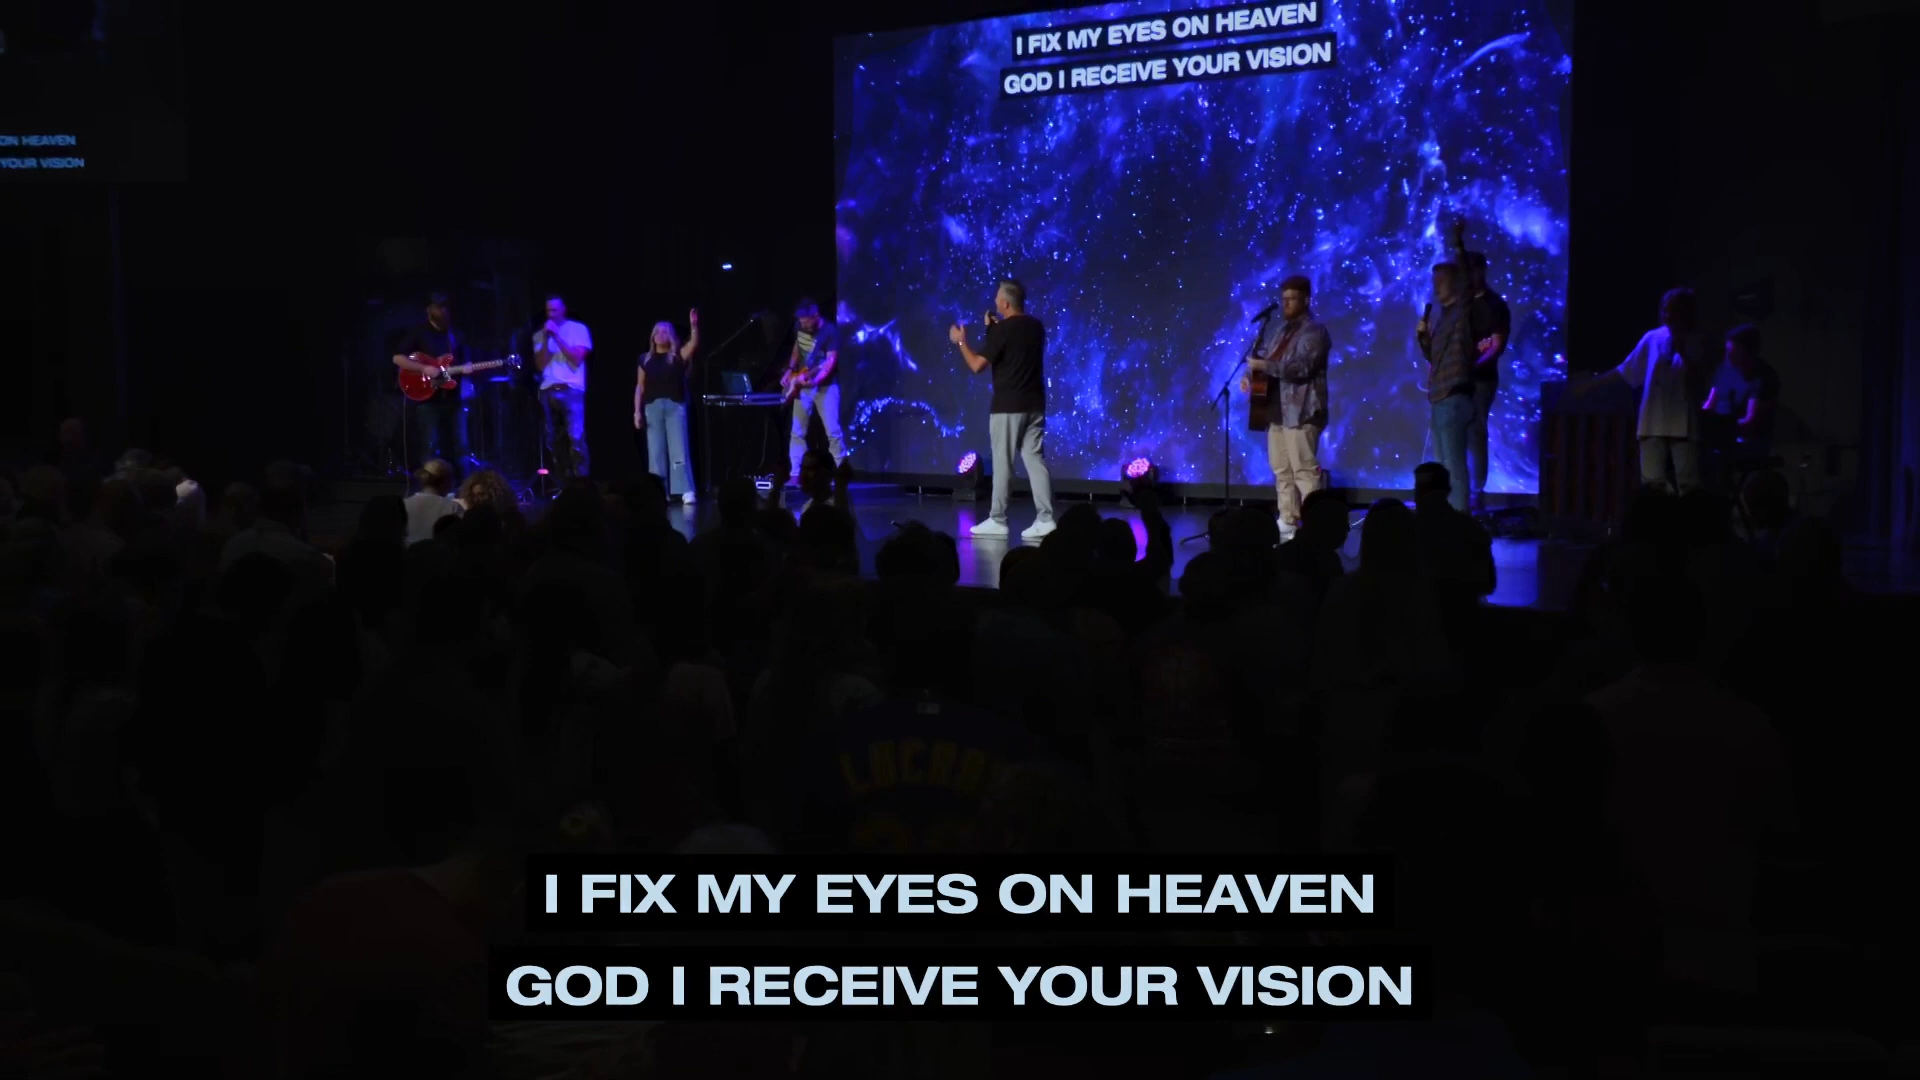 I FIX MY EYES ON HEAVEN
GOD I RECEIVE YOUR VISION
ON HEAVEN
YOUR VISION
I FIX MY EYES ON HEAVEN
GOD I RECEIVE YOUR VISION